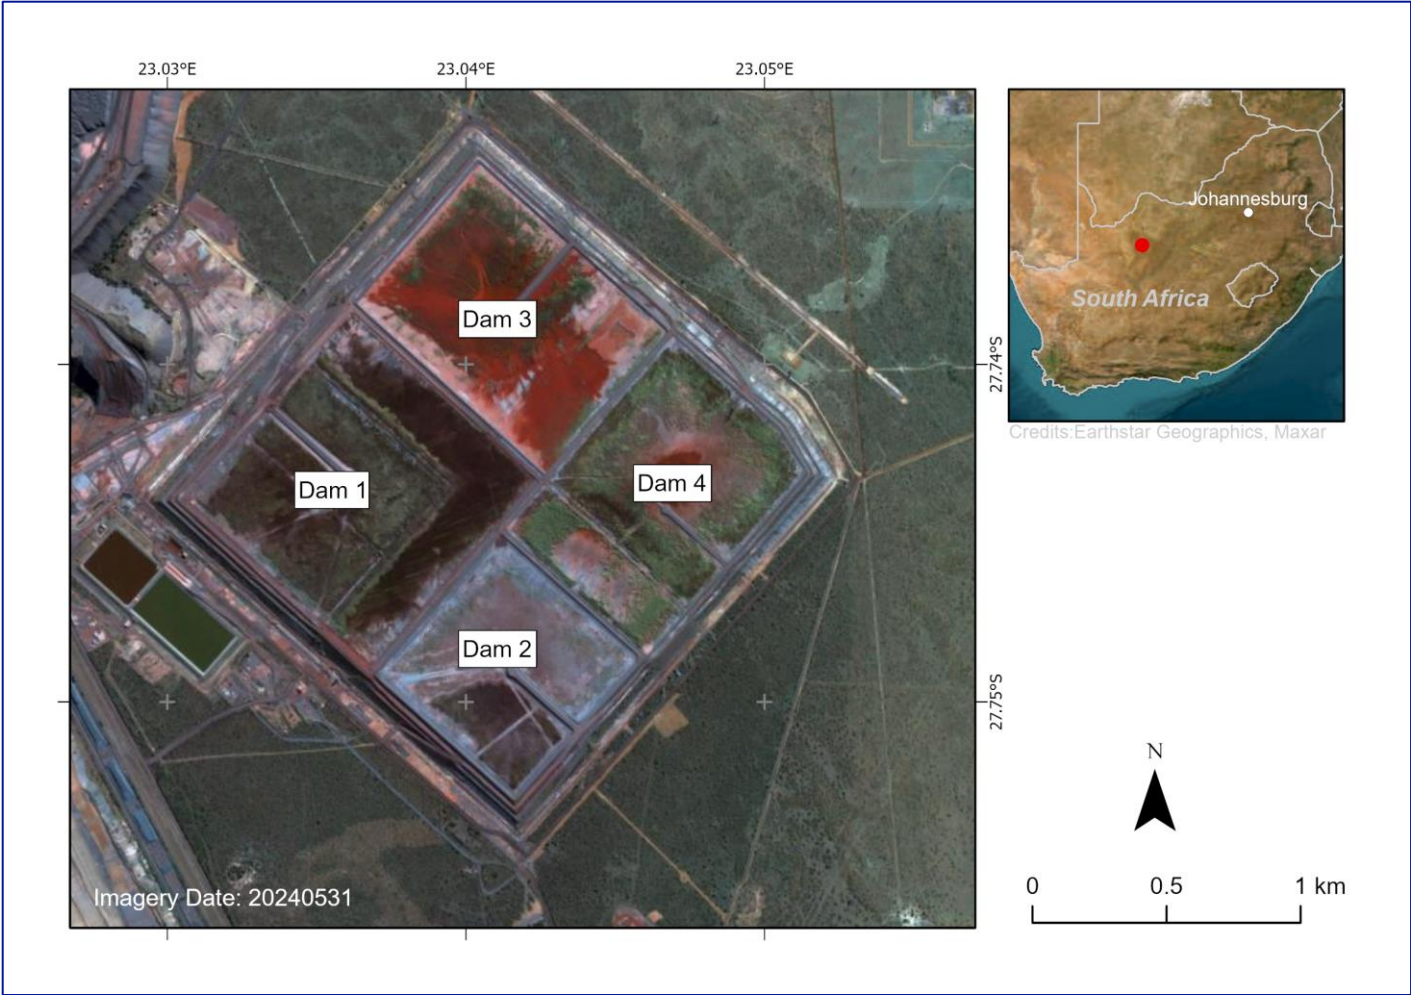 23.03°E
23.04°E
23.05°E
Dam 3
Dam 1
Dam 4
Dam 2
27.74°S
27.75°S
Imagery Date: 20240531
Johannesburg
South Africa
Credits:Earthstar Geographics, Maxar
N
0 0.5 1 km